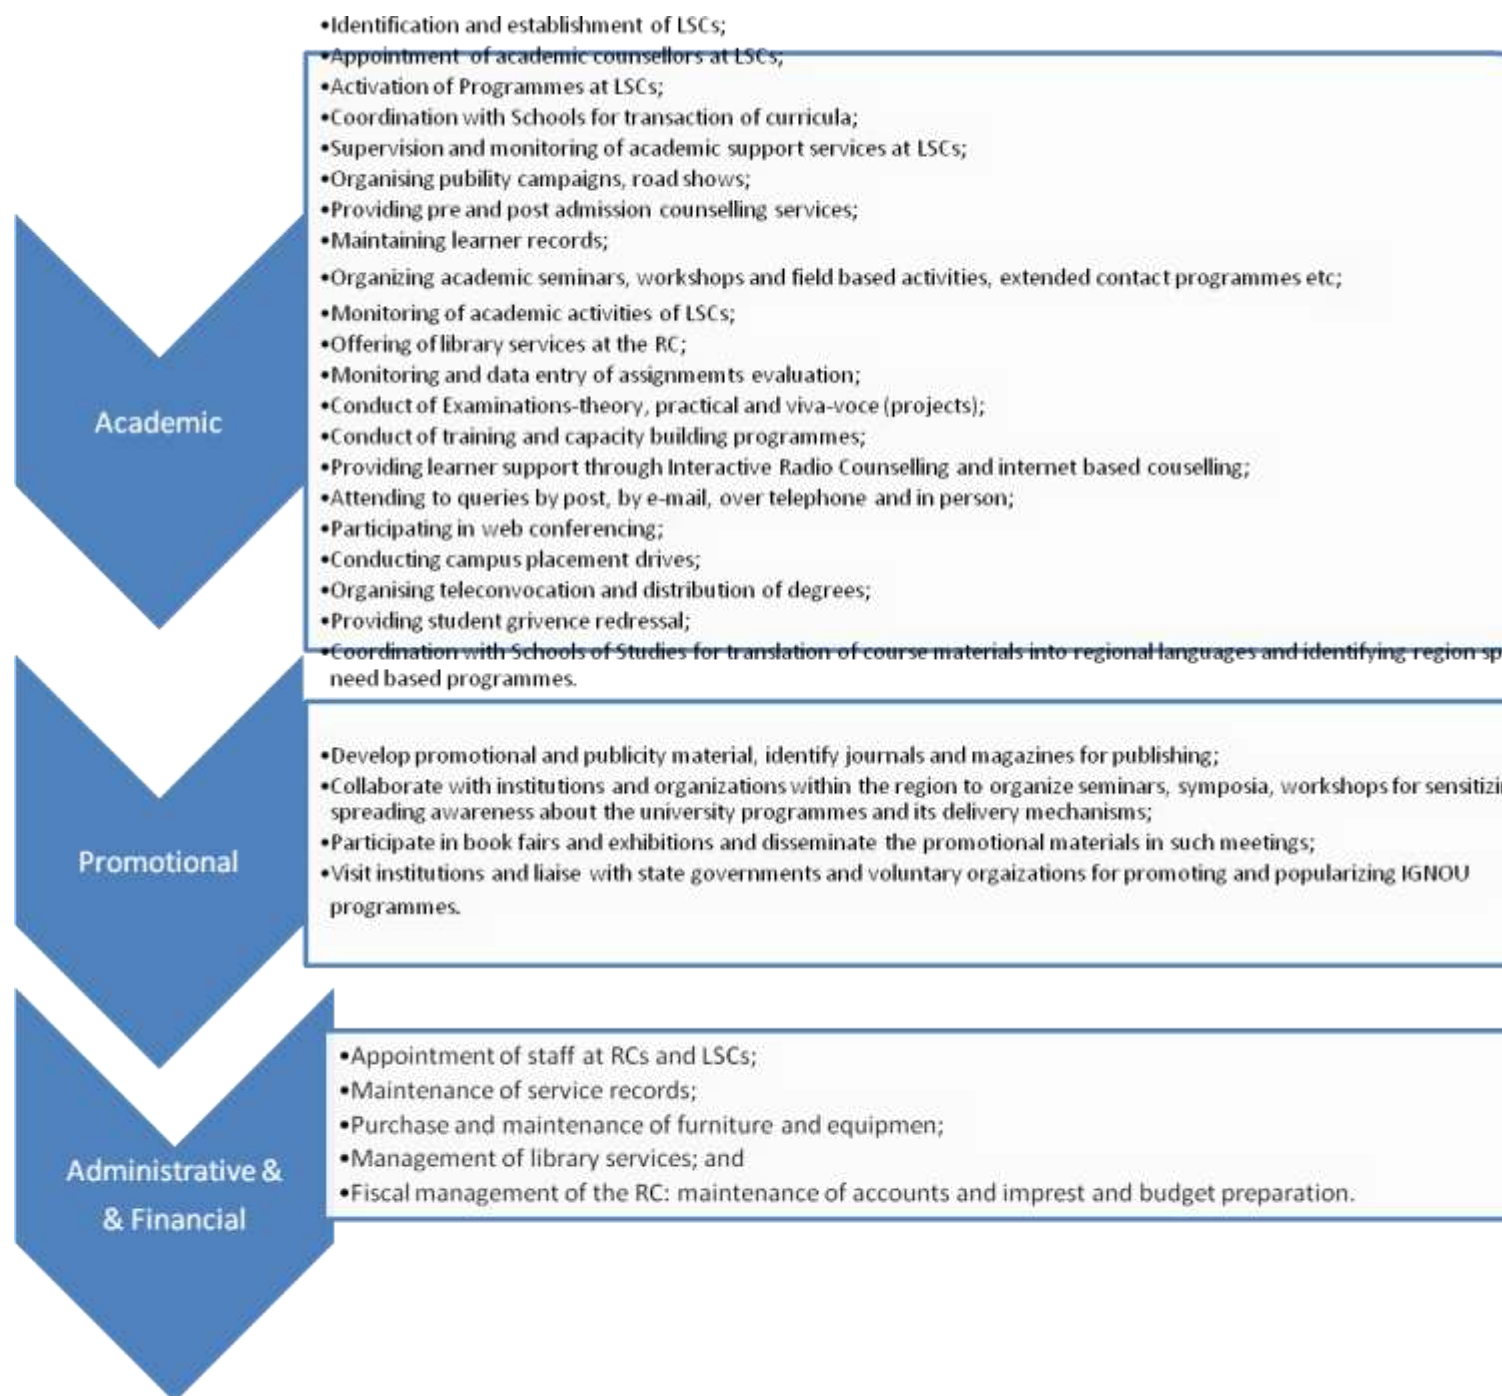 •Identification and establishment of LSCs;
•Appointment of academic counsellors at LSCs;
•Activation of Programmes at LSCs;
•Coordination with Schools for transaction of curricula;
•Supervision and monitoring of academic support services at LSCs;
•Organising pubility campaigns, road shows;
•Providing pre and post admission counselling services;
•Maintaining learner records;
•Organizing academic seminars, workshops and field based activities, extended contact programmes etc;
•Monitoring of academic activities of LSCs;
•Offering of library services at the RC;
•Monitoring and data entry of assignmemts evaluation;
•Conduct of Examinations-theory, practical and viva-voce (projects);
•Conduct of training and capacity building programmes;
•Providing learner support through Interactive Radio Counselling and internet based couselling;
•Attending to queries by post, by e-mail, over telephone and in person;
•Participating in web conferencing;
•Conducting campus placement drives;
•Organising teleconvocation and distribution of degrees;
•Providing student grivence redressal;
•Coordination with Schools of Studies for translation of course materials into regional languages and identifying region
need based programmes.
Academic
•Develop promotional and publicity material, identify journals and magazines for publishing;
•Collaborate with institutions and organizations within the region to organize seminars, symposia, workshops for
spreading awareness about the university programmes and its delivery mechanisms;
•Participate in book fairs and exhibitions and disseminate the promotional materials in such meetings;
•Visit institutions and liaise with state governments and voluntary orgaizations for promoting and popularizing IGNOU
programmes.
Promotional
•Appointment of staff at RCs and LSCs;
•Maintenance of service records;
•Purchase and maintenance of furniture and equipmen;
•Management of library services; and
•Fiscal management of the RC: maintenance of accounts and imprest and budget preparation.
Administrative &
& Financial